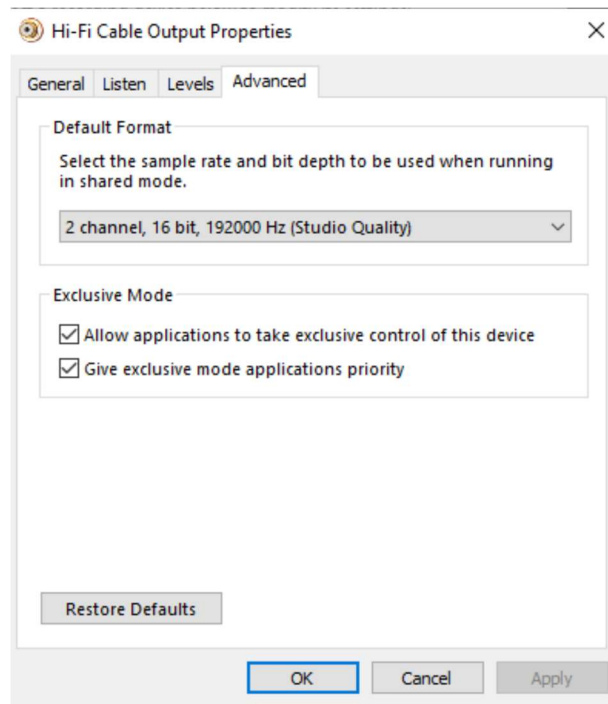 Hi-Fi Cable Output Properties
General Listen Levels Advanced
Default Format
Select the sample rate and bit depth to be used when running
in shared mode.
2 channel, 16 bit, 192000 Hz (Studio Quality)
Exclusive Mode
Allow applications to take exclusive control of this device
Give exclusive mode applications priority
Restore Defaults
OK Cancel Apply